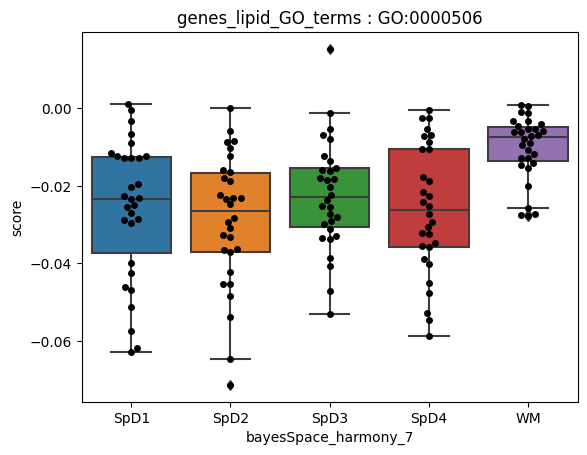 genes_lipid_GO_terms : GO:0000506
score
0.00
−0.02
−0.04
−0.06
SpD1 SpD2 SpD3 SpD4 WM
bayesSpace_harmony_7